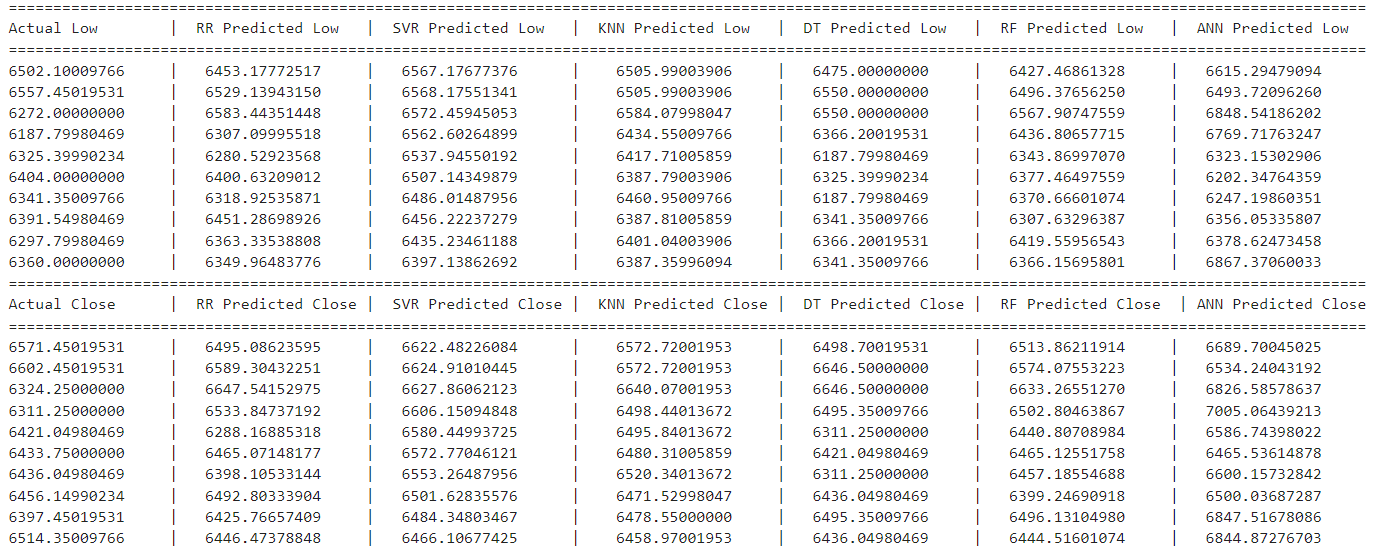 Actual Low | RR Predicted Low | SVR Predicted Low | KNN Predicted Low | DT Predicted Low | RF Predicted Low | ANN Predicted Low
6502.10009766 | 6453.17772517 | 6567.17677376 | 6505.99003906 | 6475.00000000 | 6427.46861328 | 6615.29479094
6557.45019531 | 6529.13943150 | 6568.17551341 | 6505.99003906 | 6550.00000000 | 6496.37656250 | 6493.72096260
6272.00000000 | 6583.44351448 | 6572.45945053 | 6584.07998047 | 6550.00000000 | 6567.90747559 | 6848.54186202
6187.79980469 | 6307.09995518 | 6562.60264899 | 6434.55009766 | 6366.20019531 | 6436.80657715 | 6769.71763247
6325.39990234 | 6280.52923568 | 6537.94550192 | 6417.71005859 | 6187.79980469 | 6343.86997070 | 6323.15302906
6404.00000000 | 6400.63209012 | 6507.14349879 | 6387.79003906 | 6325.39990234 | 6377.46497559 | 6202.34764359
6341.35009766 | 6318.92535871 | 6486.01487956 | 6460.95009766 | 6187.79980469 | 6370.66601074 | 6247.19860351
6391.54980469 | 6451.28698926 | 6456.22237279 | 6387.81005859 | 6341.35009766 | 6307.63296387 | 6356.05335807
6297.79980469 | 6363.33538808 | 6435.23461188 | 6401.04003906 | 6366.20019531 | 6419.55956543 | 6378.62473458
6360.00000000 | 6349.96483776 | 6397.13862692 | 6387.35996094 | 6341.35009766 | 6366.15695801 | 6867.37060033
Actual Close | RR Predicted Close | SVR Predicted Close | KNN Predicted Close | DT Predicted Close | RF Predicted Close | ANN Predicted Close
6571.45019531 | 6495.08623595 | 6622.48226084 | 6572.72001953 | 6498.70019531 | 6513.86211914 | 6689.70045025
6602.45019531 | 6589.30432251 | 6624.91010445 | 6572.72001953 | 6646.50000000 | 6574.07553223 | 6534.24043192
6324.25000000 | 6647.54152975 | 6627.86062123 | 6640.07001953 | 6646.50000000 | 6633.26551270 | 6826.58578637
6311.25000000 | 6533.84737192 | 6606.15094848 | 6498.44013672 | 6495.35009766 | 6502.80463867 | 7005.06439213
6421.04980469 | 6288.16885318 | 6580.44993725 | 6495.84013672 | 6311.25000000 | 6440.80708984 | 6586.74398022
6433.75000000 | 6465.07148177 | 6572.77046121 | 6480.31005859 | 6421.04980469 | 6465.12551758 | 6465.53614878
6436.04980469 | 6398.10533144 | 6553.26487956 | 6520.34013672 | 6311.25000000 | 6457.18554688 | 6600.15732842
6456.14990234 | 6492.80333904 | 6501.62835576 | 6471.52998047 | 6436.04980469 | 6399.24690918 | 6500.03687287
6397.45019531 | 6425.76657409 | 6484.34803467 | 6478.55000000 | 6495.35009766 | 6496.13104980 | 6847.51678086
6514.35009766 | 6446.47378848 | 6466.10677425 | 6458.97001953 | 6436.04980469 | 6444.51601074 | 6844.87276703